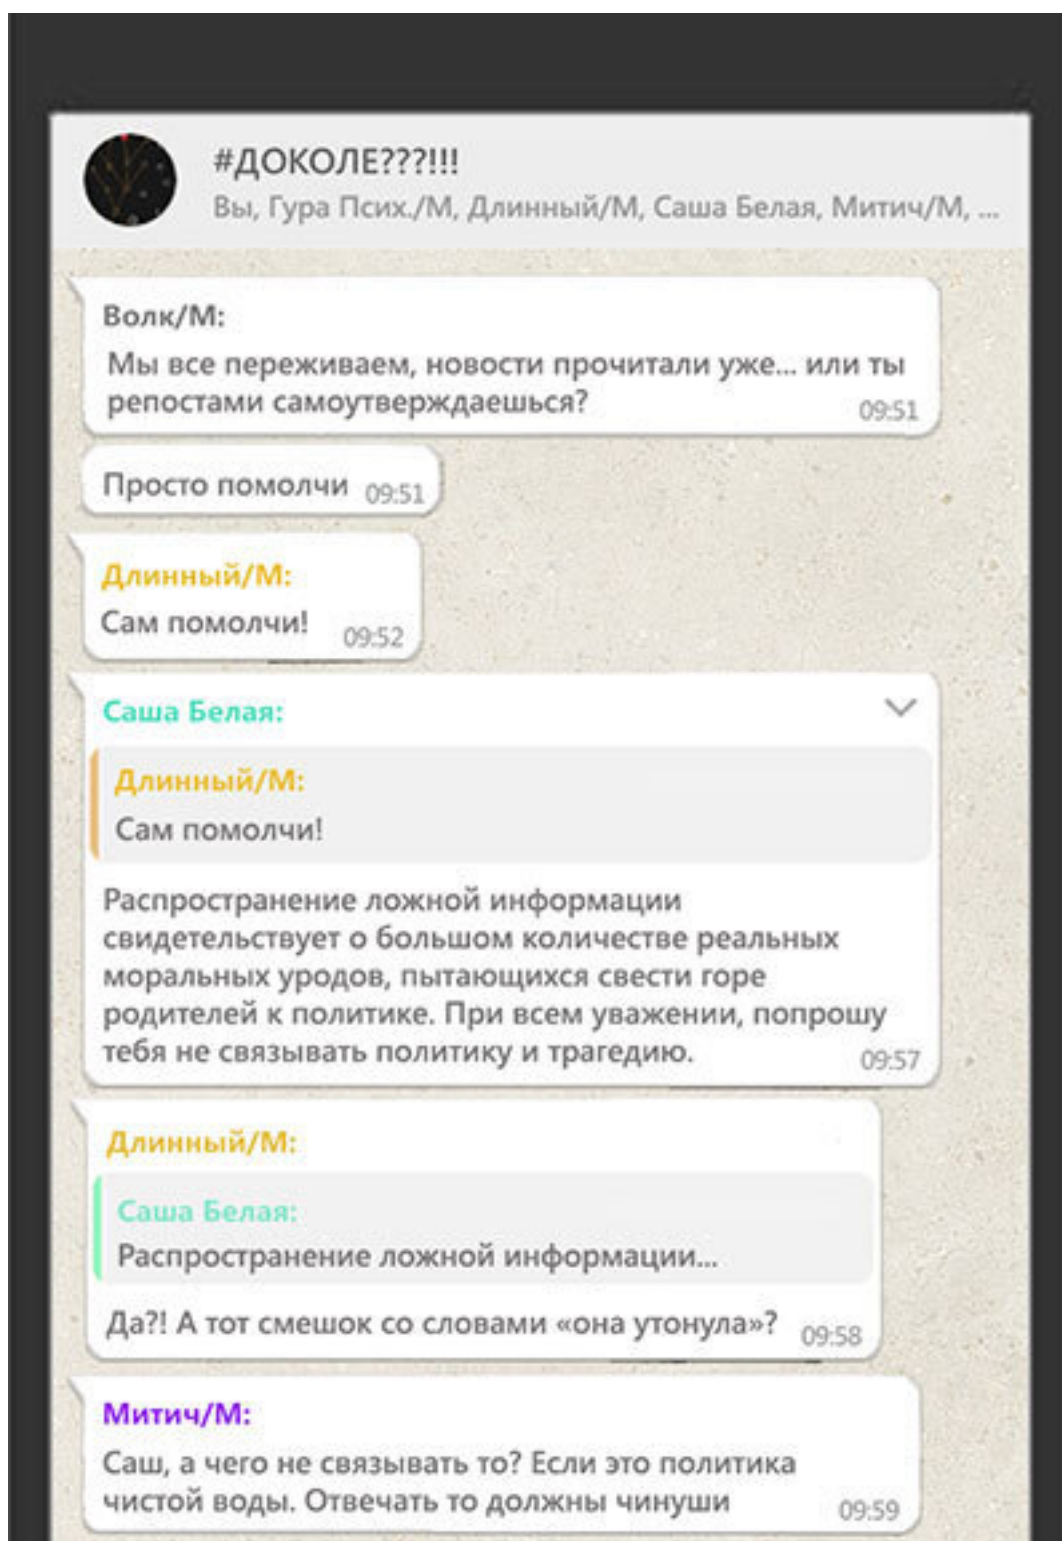 #ДОКОЛЕ???!!!
Вы, Гура Псих./М, Длинный/М, Саша Белая, Митич/М, ...
Волк/М:
Мы все переживаем, новости прочитали уже... или ты
репостами самоутверждаешься?
09:51
Просто помолчи 09:51
Длинный/М:
Сам помолчи! 09:52
Саша Белая:
Длинный/М:
Сам помолчи!
Распространение ложной информации
свидетельствует о большом количестве реальных
моральных уродов, пытающихся свести горе
родителей к политике. При всем уважении, попрошу
тебя не связывать политику и трагедию. 09:57
Длинный/М:
Саша Белая:
Распространение ложной информации...
Да?! А тот смешок со словами «она утонула»? 09:58
Митич/М:
Саш, а чего не связывать то? Если это политика
чистой воды. Отвечать то должны чинуши 09:59